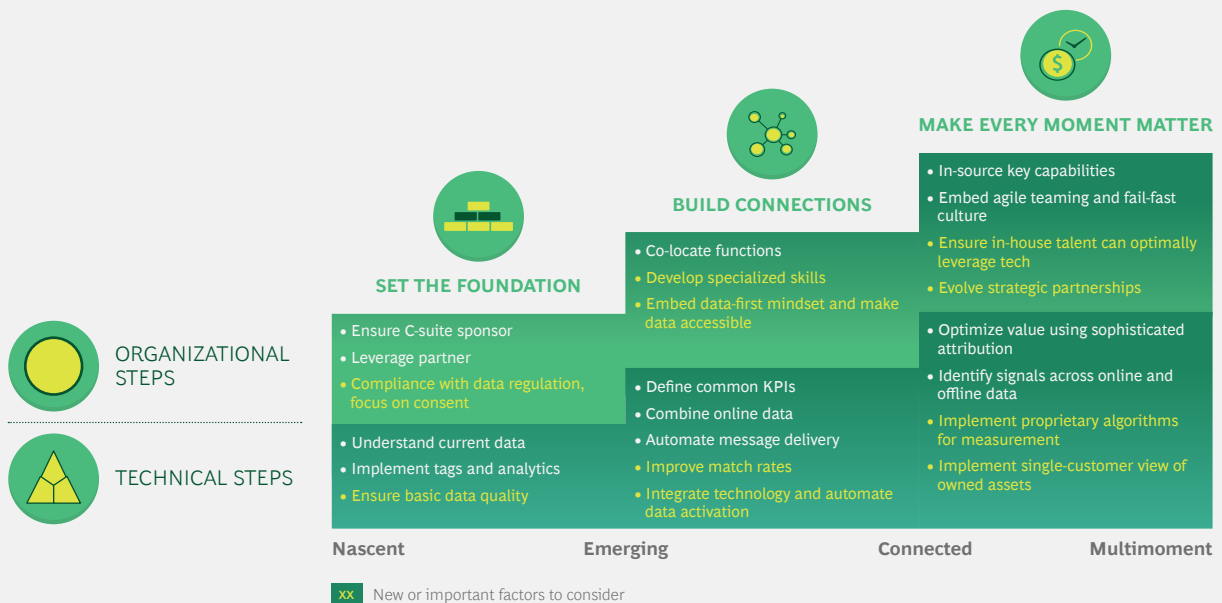 MAKE EVERY MOMENT MATTER
• In-source key capabilities
• Embed agile teaming and fail-fast
culture
• Ensure in-house talent can optimally
leverage tech
• Evolve strategic partnerships
• Optimize value using sophisticated
attribution
• Identify signals across online and
offline data
• Implement proprietary algorithms
for measurement
• Implement single-customer view of
owned assets
BUILD CONNECTIONS
• Co-locate functions
• Develop specialized skills
• Embed data-first mindset and make
data accessible
• Define common KPIs
• Combine online data
• Automate message delivery
• Improve match rates
• Integrate technology and automate
data activation
SET THE FOUNDATION
• Ensure C-suite sponsor
• Leverage partner
• Compliance with data regulation,
focus on consent
• Understand current data
• Implement tags and analytics
• Ensure basic data quality
ORGANIZATIONAL
STEPS
TECHNICAL STEPS
$
Nascent
Emerging
Connected
Multimoment
XX New or important factors to consider